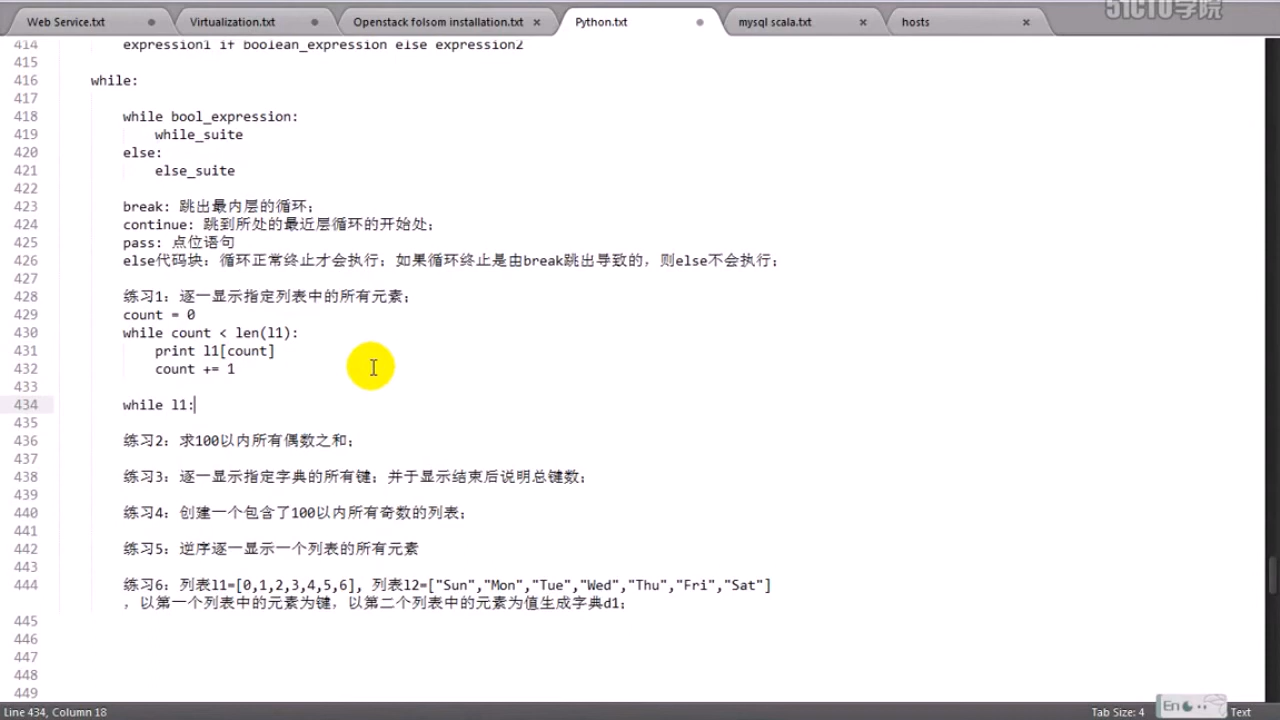 51CTO学院
Web Service.txt
Virtualization.txt
Openstack folsom installation.txt
Python.txt
mysql scala.txt
hosts
414 expression1 if boolean_expression else expression2
415
416 while:
417
418 while bool_expression:
419 while_suite
420 else:
421 else_suite
422
423 break: 跳出最内层的循环;
424 continue: 跳到所处的最近层循环的开始处;
425 pass: 点位语句
426 else代码块: 循环正常终止才会执行; 如果循环终止是由break跳出导致的, 则else不会执行;
427
428 练习1: 逐一显示指定列表中的所有元素;
429 count = 0
430 while count < len(l1):
431 print l1[count]
432 count += 1
433
434 while l1:
435
436 练习2: 求100以内所有偶数之和;
437
438 练习3: 逐一显示指定字典的所有键; 并于显示结束后说明总键数;
439
440 练习4: 创建一个包含了100以内所有奇数的列表;
441
442 练习5: 逆序逐一显示一个列表的所有元素
443
444 练习6: 列表l1=[0,1,2,3,4,5,6], 列表l2=["Sun","Mon","Tue","Wed","Thu","Fri","Sat"]
, 以第一个列表中的元素为键, 以第二个列表中的元素为值生成字典d1;
445
446
447
448
449
Line 434, Column 18
Tab Size: 4
En
Text